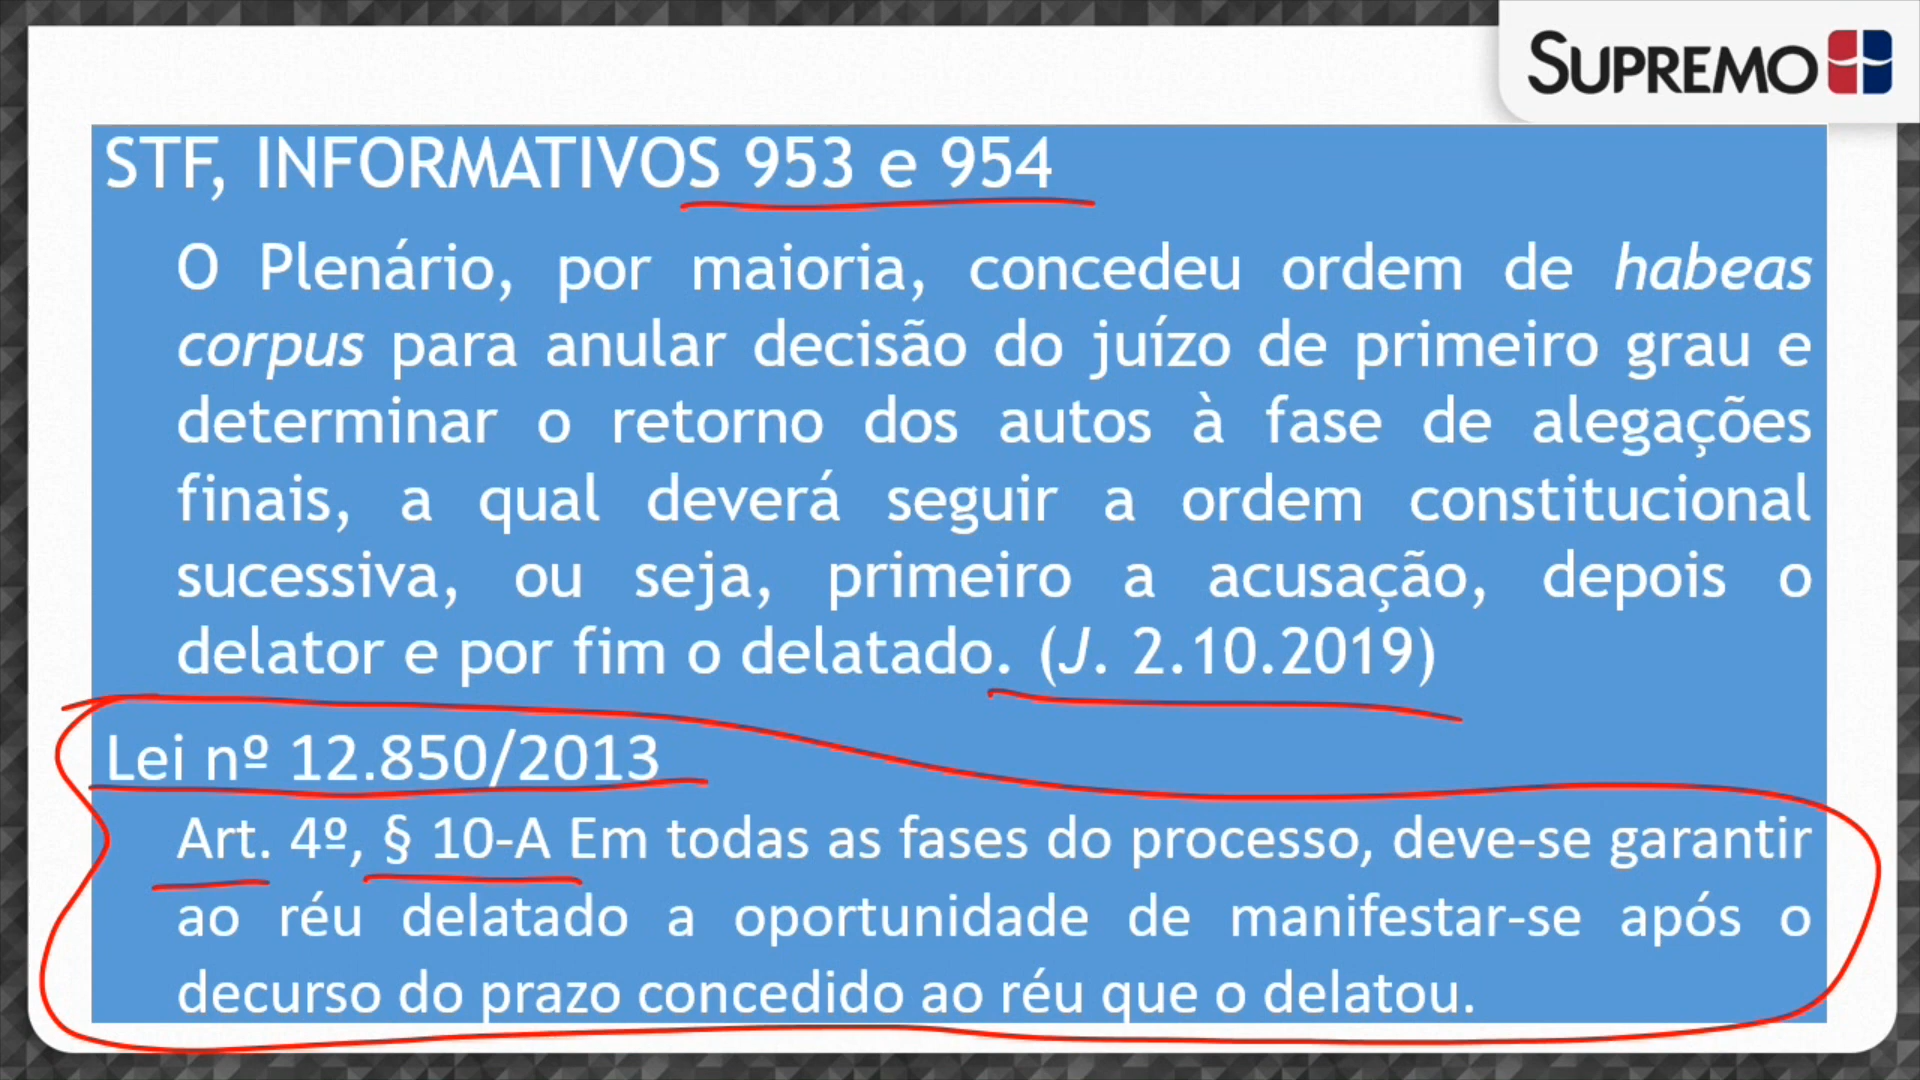 SUPREMO
STF, INFORMATIVOS 953 e 954
O Plenário, por maioria, concedeu ordem de habeas
corpus para anular decisão do juízo de primeiro grau e
determinar o retorno dos autos à fase de alegações
finais, a qual deverá seguir a ordem constitucional
sucessiva, ou seja, primeiro a acusação, depois o
delator e por fim o delatado. (J. 2.10.2019)
Lei nº 12.850/2013
Art. 4º, § 10-A Em todas as fases do processo, deve-se garantir
ao réu delatado a oportunidade de manifestar-se após o
decurso do prazo concedido ao réu que o delatou.